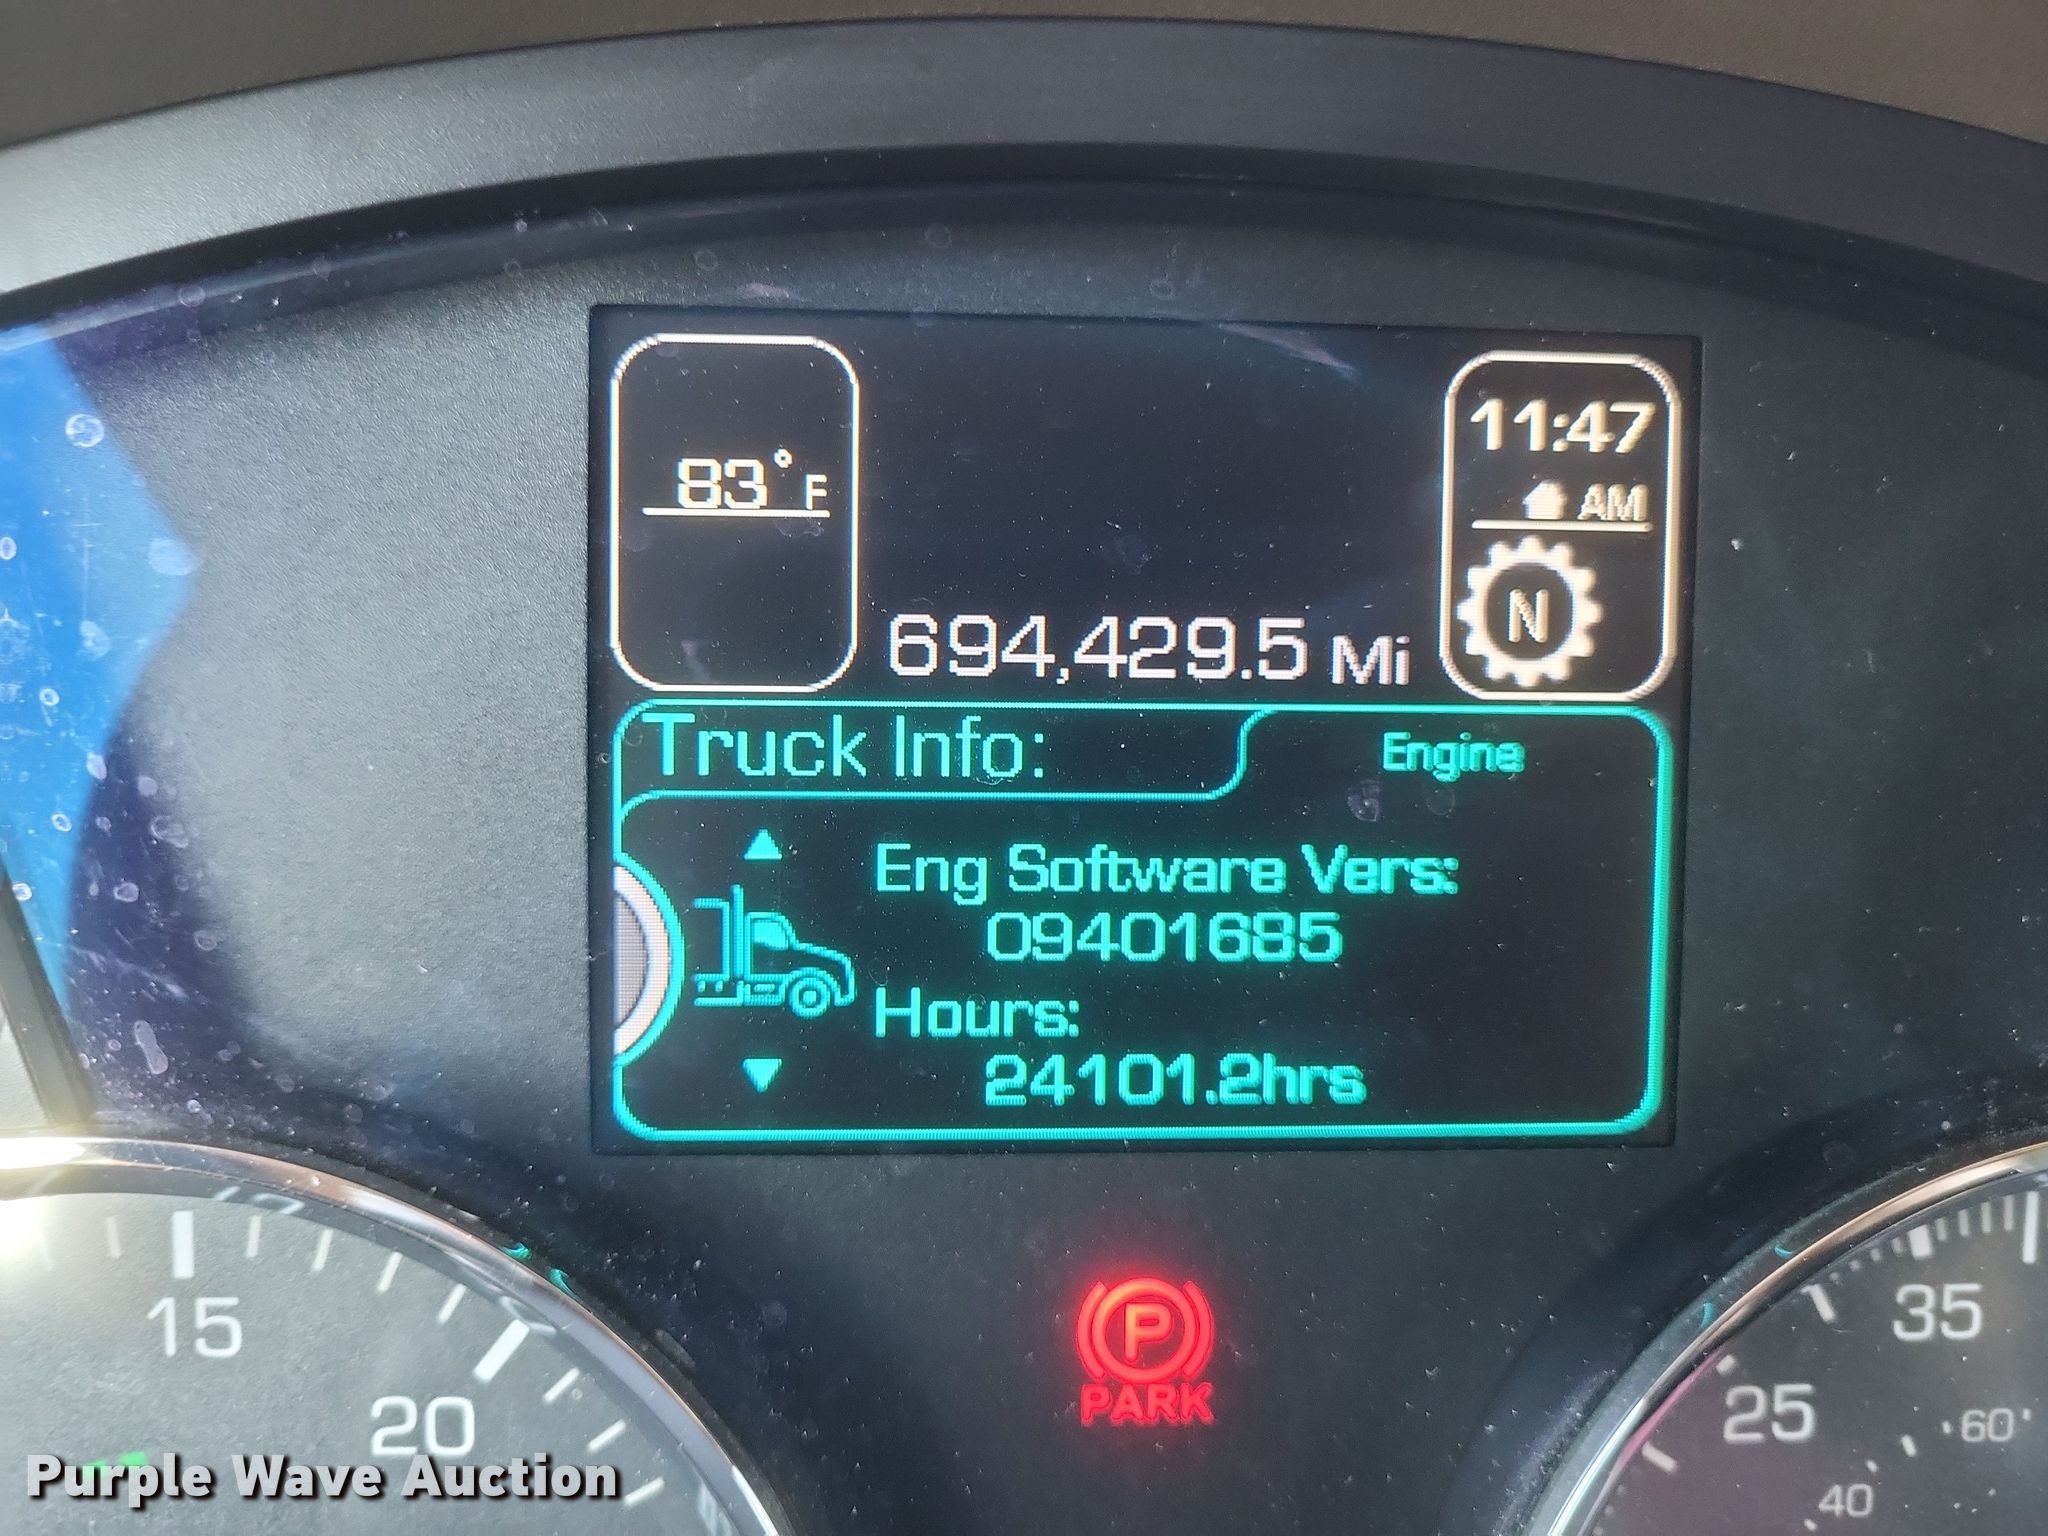 83°F
11:47
AM
N
694,429.5 Mi
Truck Info:
Engine
Eng Software Vers:
09401685
Hours:
24101.2hrs
P
PARK
15
20
35
25
60
40
Purple Wave Auction